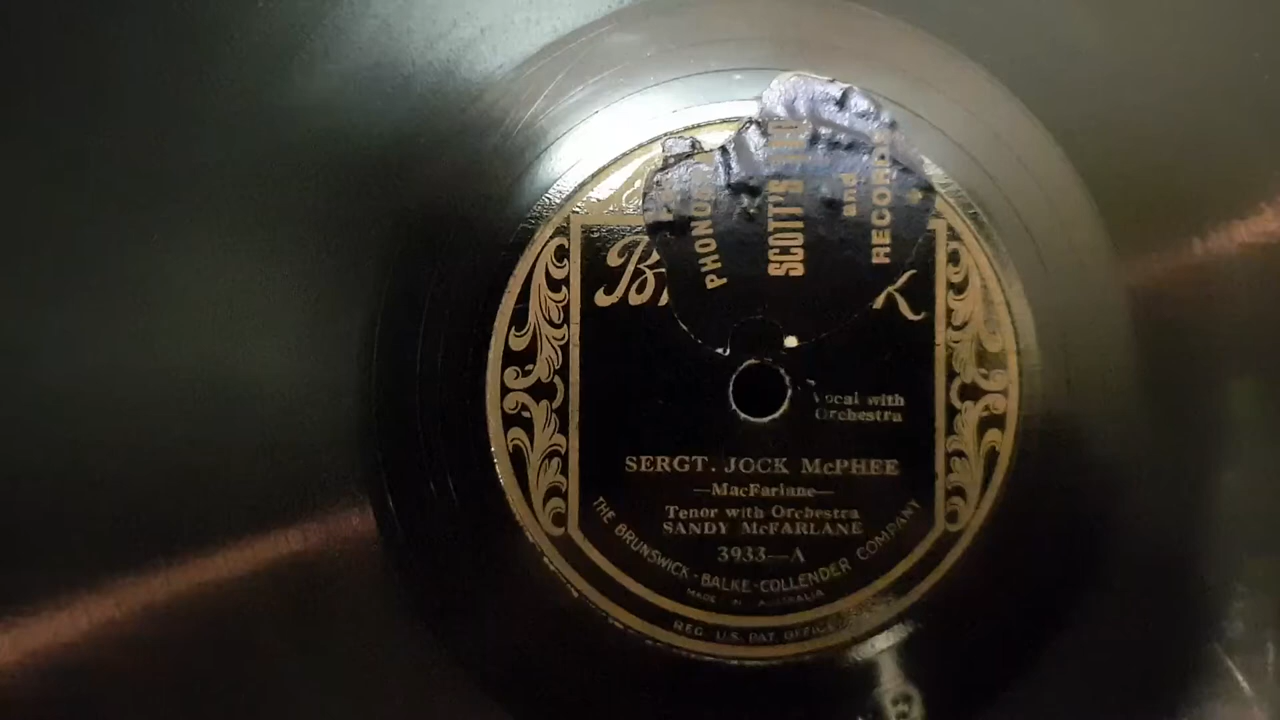 PHONO
SCOTT'S
and
RECORDS
Br k
Vocal with
Orchestra
SERGT. JOCK McPHEE
—MacFarlane—
Tenor with Orchestra
SANDY McFARLANE
3933—A
THE BRUNSWICK-BALKE-COLLENDER COMPANY
MADE IN AUSTRALIA
REG. U.S. PAT. OFFICE